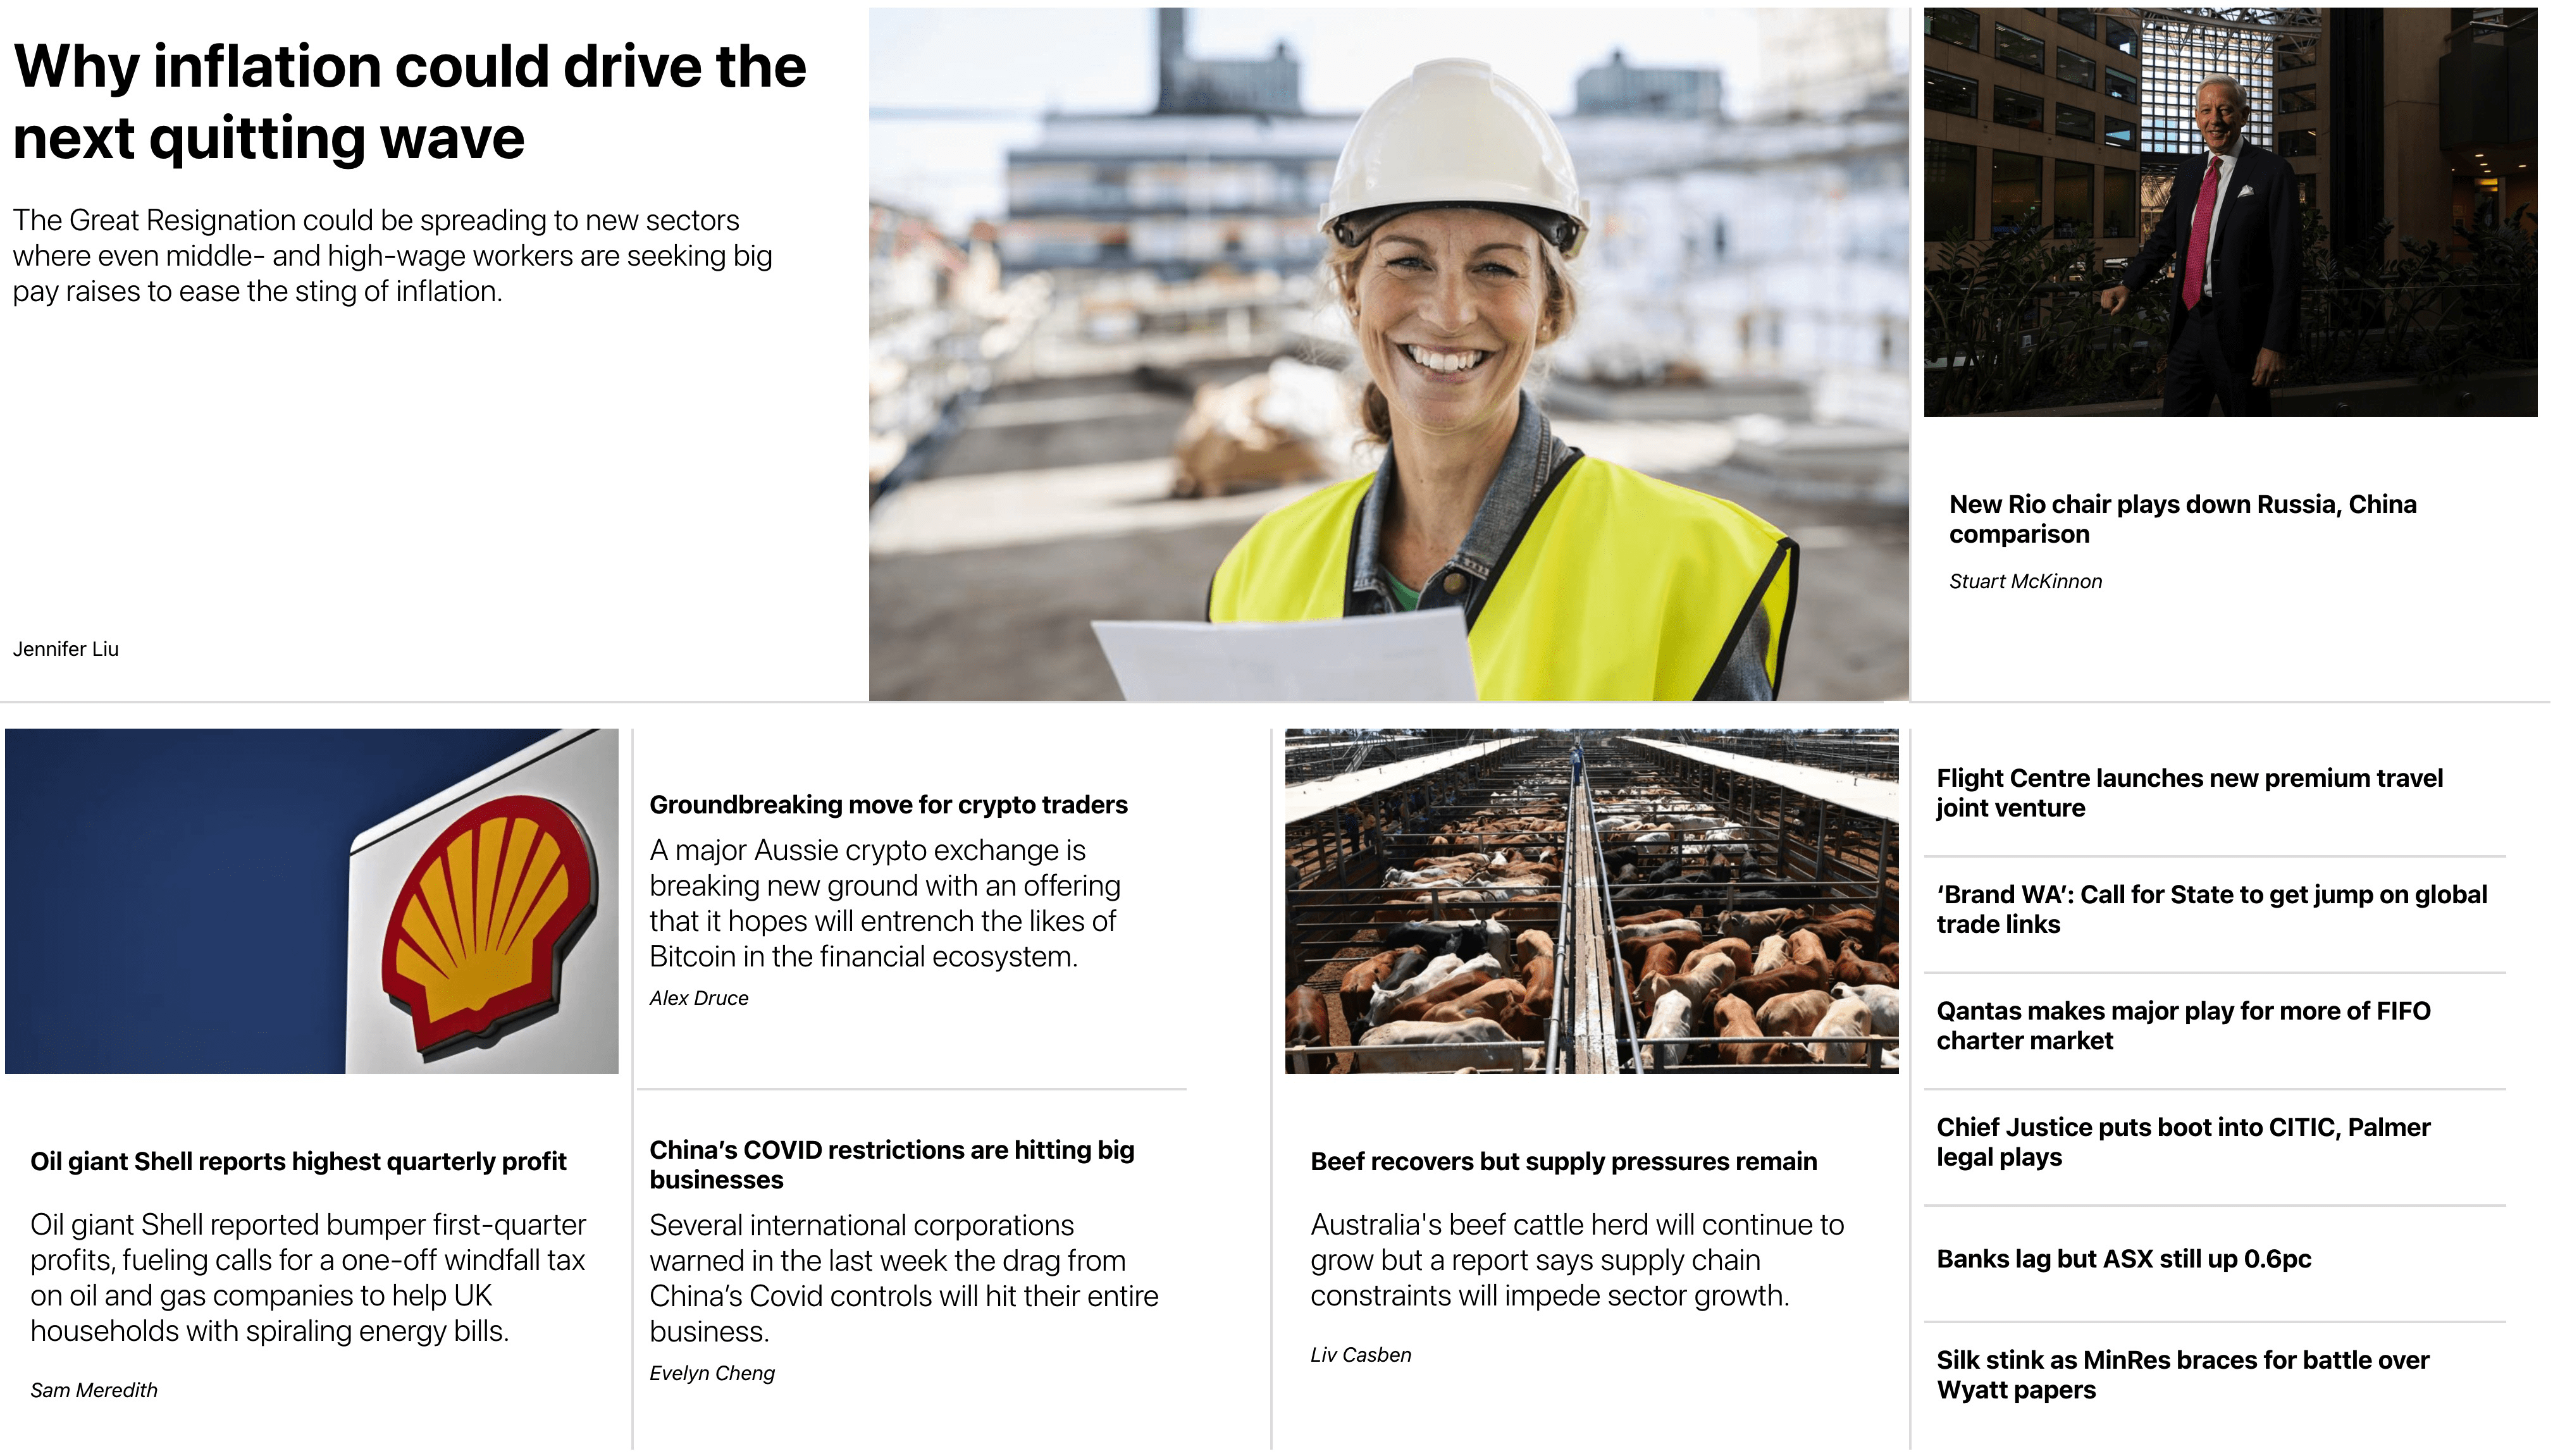 Why inflation could drive the
next quitting wave
The Great Resignation could be spreading to new sectors
where even middle- and high-wage workers are seeking big
pay raises to ease the sting of inflation.
Jennifer Liu
New Rio chair plays down Russia, China
comparison
Stuart McKinnon
Oil giant Shell reports highest quarterly profit
Oil giant Shell reported bumper first-quarter
profits, fueling calls for a one-off windfall tax
on oil and gas companies to help UK
households with spiraling energy bills.
Sam Meredith
Groundbreaking move for crypto traders
A major Aussie crypto exchange is
breaking new ground with an offering
that it hopes will entrench the likes of
Bitcoin in the financial ecosystem.
Alex Druce
China’s COVID restrictions are hitting big
businesses
Several international corporations
warned in the last week the drag from
China’s Covid controls will hit their entire
business.
Evelyn Cheng
Beef recovers but supply pressures remain
Australia's beef cattle herd will continue to
grow but a report says supply chain
constraints will impede sector growth.
Liv Casben
Flight Centre launches new premium travel
joint venture
‘Brand WA’: Call for State to get jump on global
trade links
Qantas makes major play for more of FIFO
charter market
Chief Justice puts boot into CITIC, Palmer
legal plays
Banks lag but ASX still up 0.6pc
Silk stink as MinRes braces for battle over
Wyatt papers